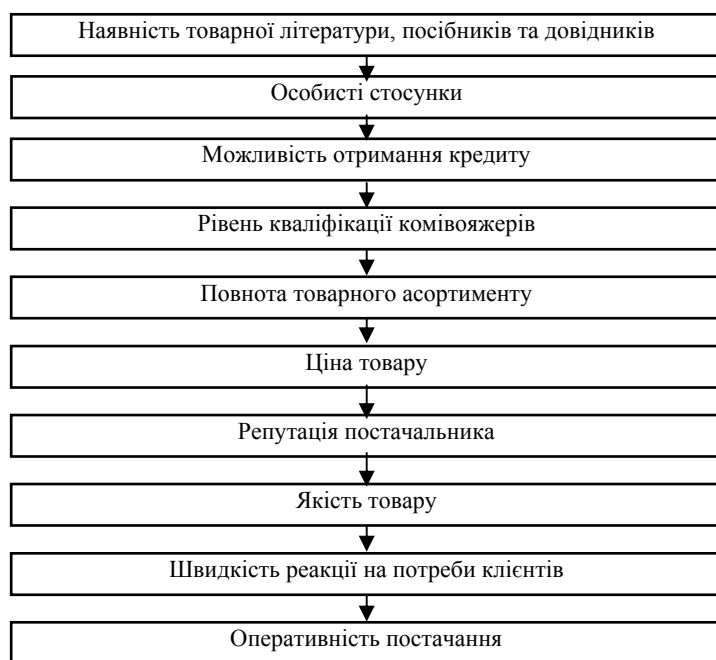 Наявність товарної літератури, посібників та довідників
Особисті стосунки
Можливість отримання кредиту
Рівень кваліфікації комівояжерів
Повнота товарного асортименту
Ціна товару
Репутація постачальника
Якість товару
Швидкість реакції на потреби клієнтів
Оперативність постачання